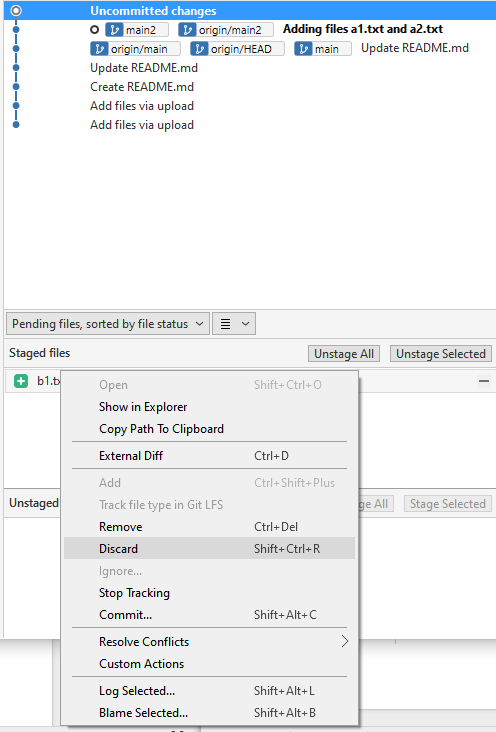 Uncommitted changes
main2 origin/main2 Adding files a1.txt and a2.txt
origin/main origin/HEAD main Update README.md
Update README.md
Create README.md
Add files via upload
Add files via upload
Pending files, sorted by file status
Staged files Unstage All Unstage Selected
b1.tx
Open Shift+Ctrl+O
Show in Explorer
Copy Path To Clipboard
External Diff Ctrl+D
Add Ctrl+Shift+Plus
Unstaged ge All Stage Selected
Track file type in Git LFS
Remove Ctrl+Del
Discard Shift+Ctrl+R
Ignore...
Stop Tracking
Commit... Shift+Alt+C
Resolve Conflicts
Custom Actions
Log Selected... Shift+Alt+L
Blame Selected... Shift+Alt+B